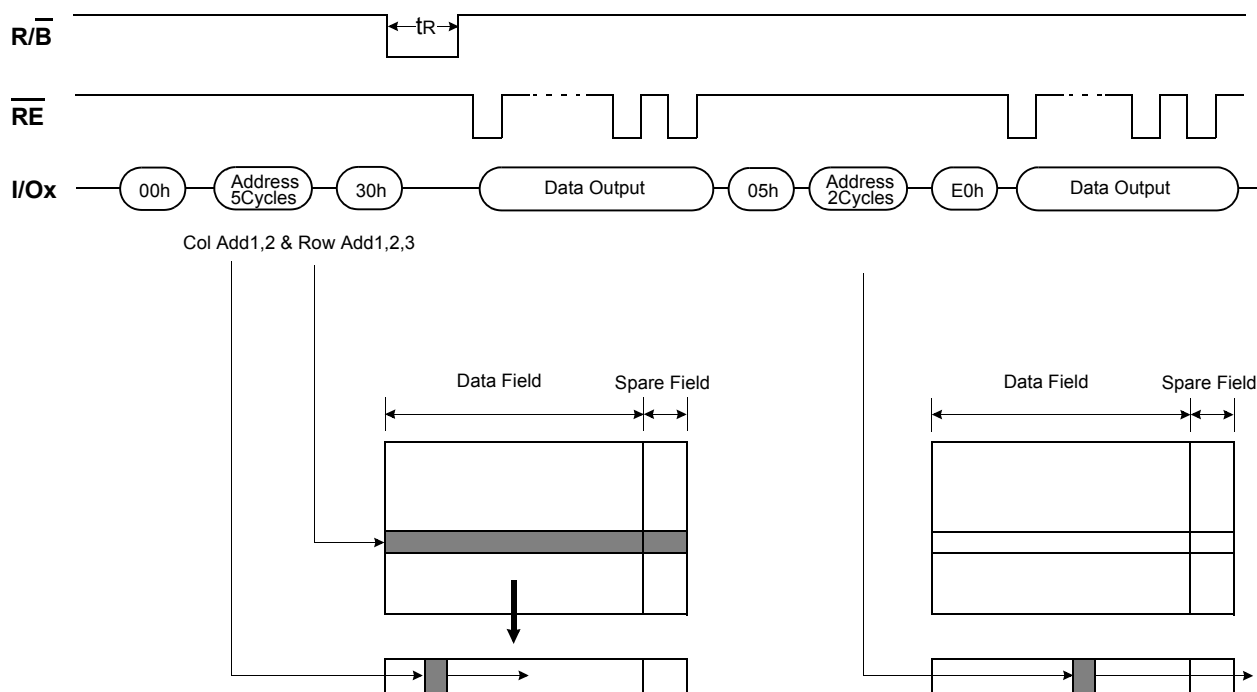 R/B̅
tR
R̅E̅
I/Ox
00h
Address
5Cycles
30h
Data Output
05h
Address
2Cycles
E0h
Data Output
Col Add1,2 & Row Add1,2,3
Data Field
Spare Field
Data Field
Spare Field